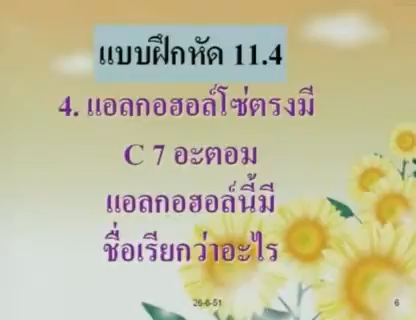 แบบฝึกหัด 11.4
4. แอลกอฮอล์โซ่ตรงมี
C 7 อะตอม
แอลกอฮอล์นี้มี
ชื่อเรียกว่าอะไร
26-6-51
6